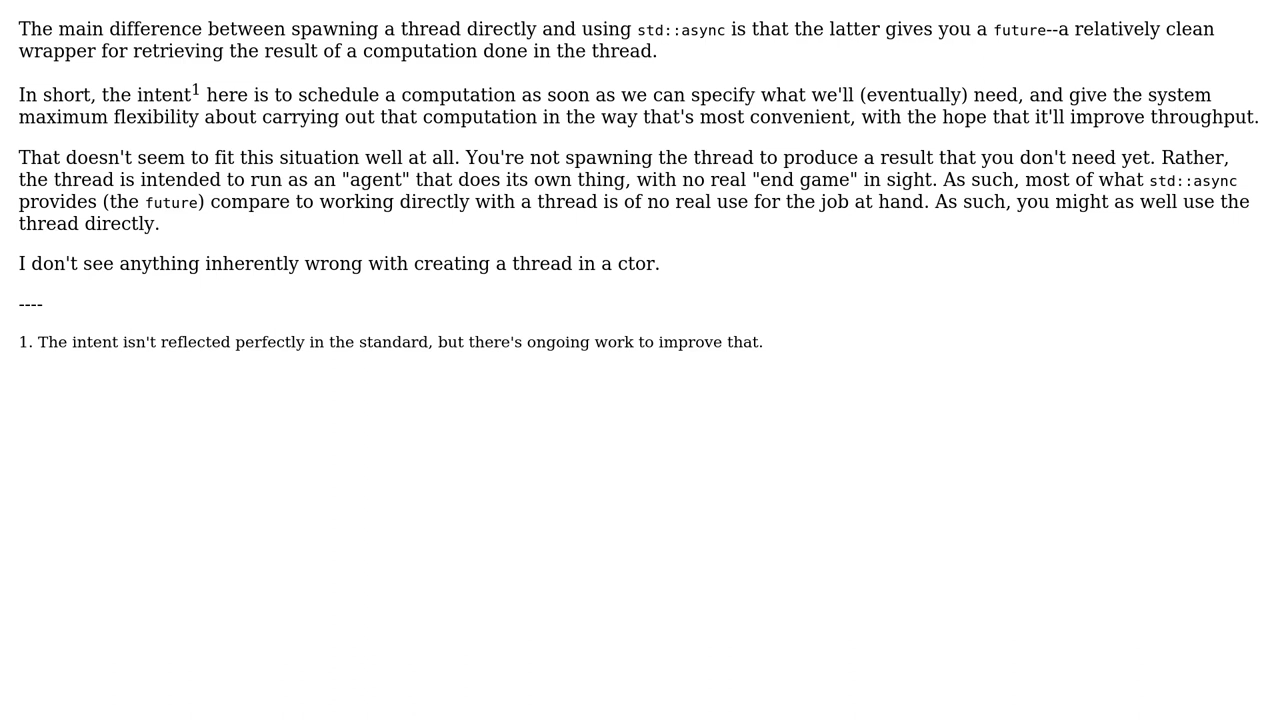 The main difference between spawning a thread directly and using std::async is that the latter gives you a future--a relatively clean
wrapper for retrieving the result of a computation done in the thread.
In short, the intent1 here is to schedule a computation as soon as we can specify what we'll (eventually) need, and give the system
maximum flexibility about carrying out that computation in the way that's most convenient, with the hope that it'll improve throughput.
That doesn't seem to fit this situation well at all. You're not spawning the thread to produce a result that you don't need yet. Rather,
the thread is intended to run as an "agent" that does its own thing, with no real "end game" in sight. As such, most of what std::async
provides (the future) compare to working directly with a thread is of no real use for the job at hand. As such, you might as well use the
thread directly.
I don't see anything inherently wrong with creating a thread in a ctor.
----
1. The intent isn't reflected perfectly in the standard, but there's ongoing work to improve that.